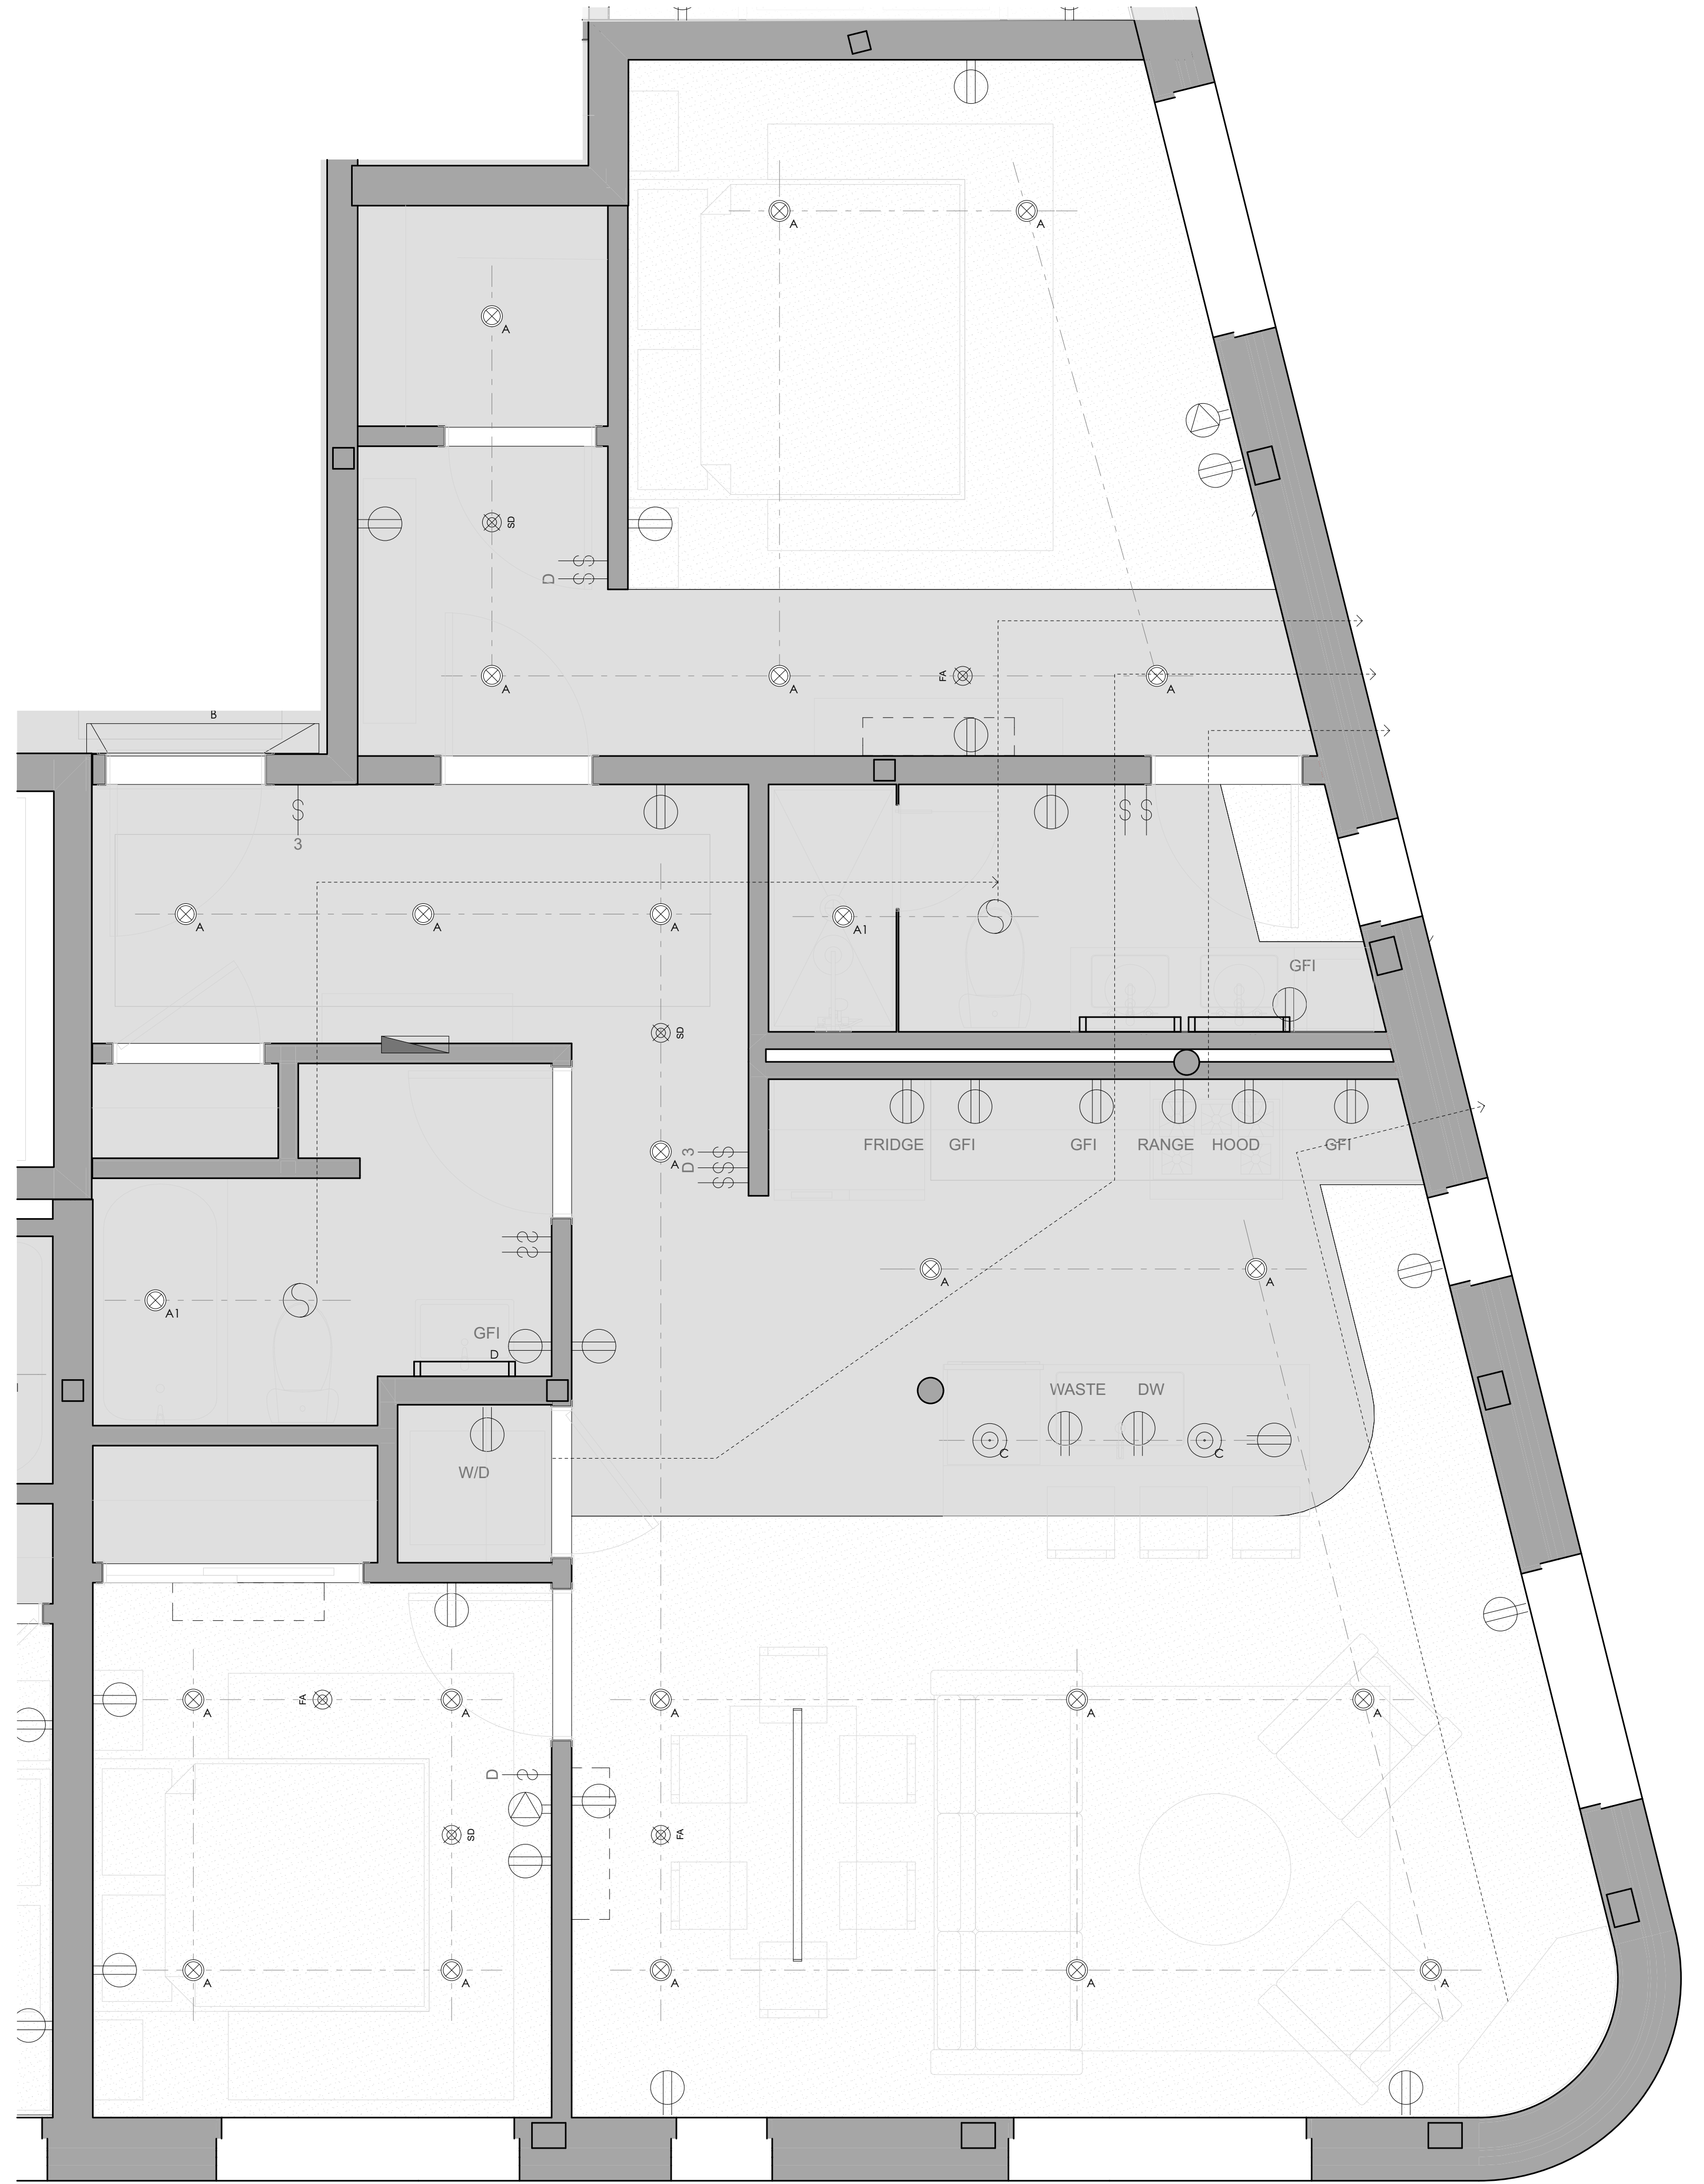 A A
A
SD
D S S
A A FA A
B
S S S
3
A A A A1
GFI
SD
FRIDGE GFI GFI RANGE HOOD GFI
A
D 3 S S S
S S
A A
A1
GFI
D
WASTE DW
C C
W/D
A FA A A A A
D S
SD FA
A A A A A